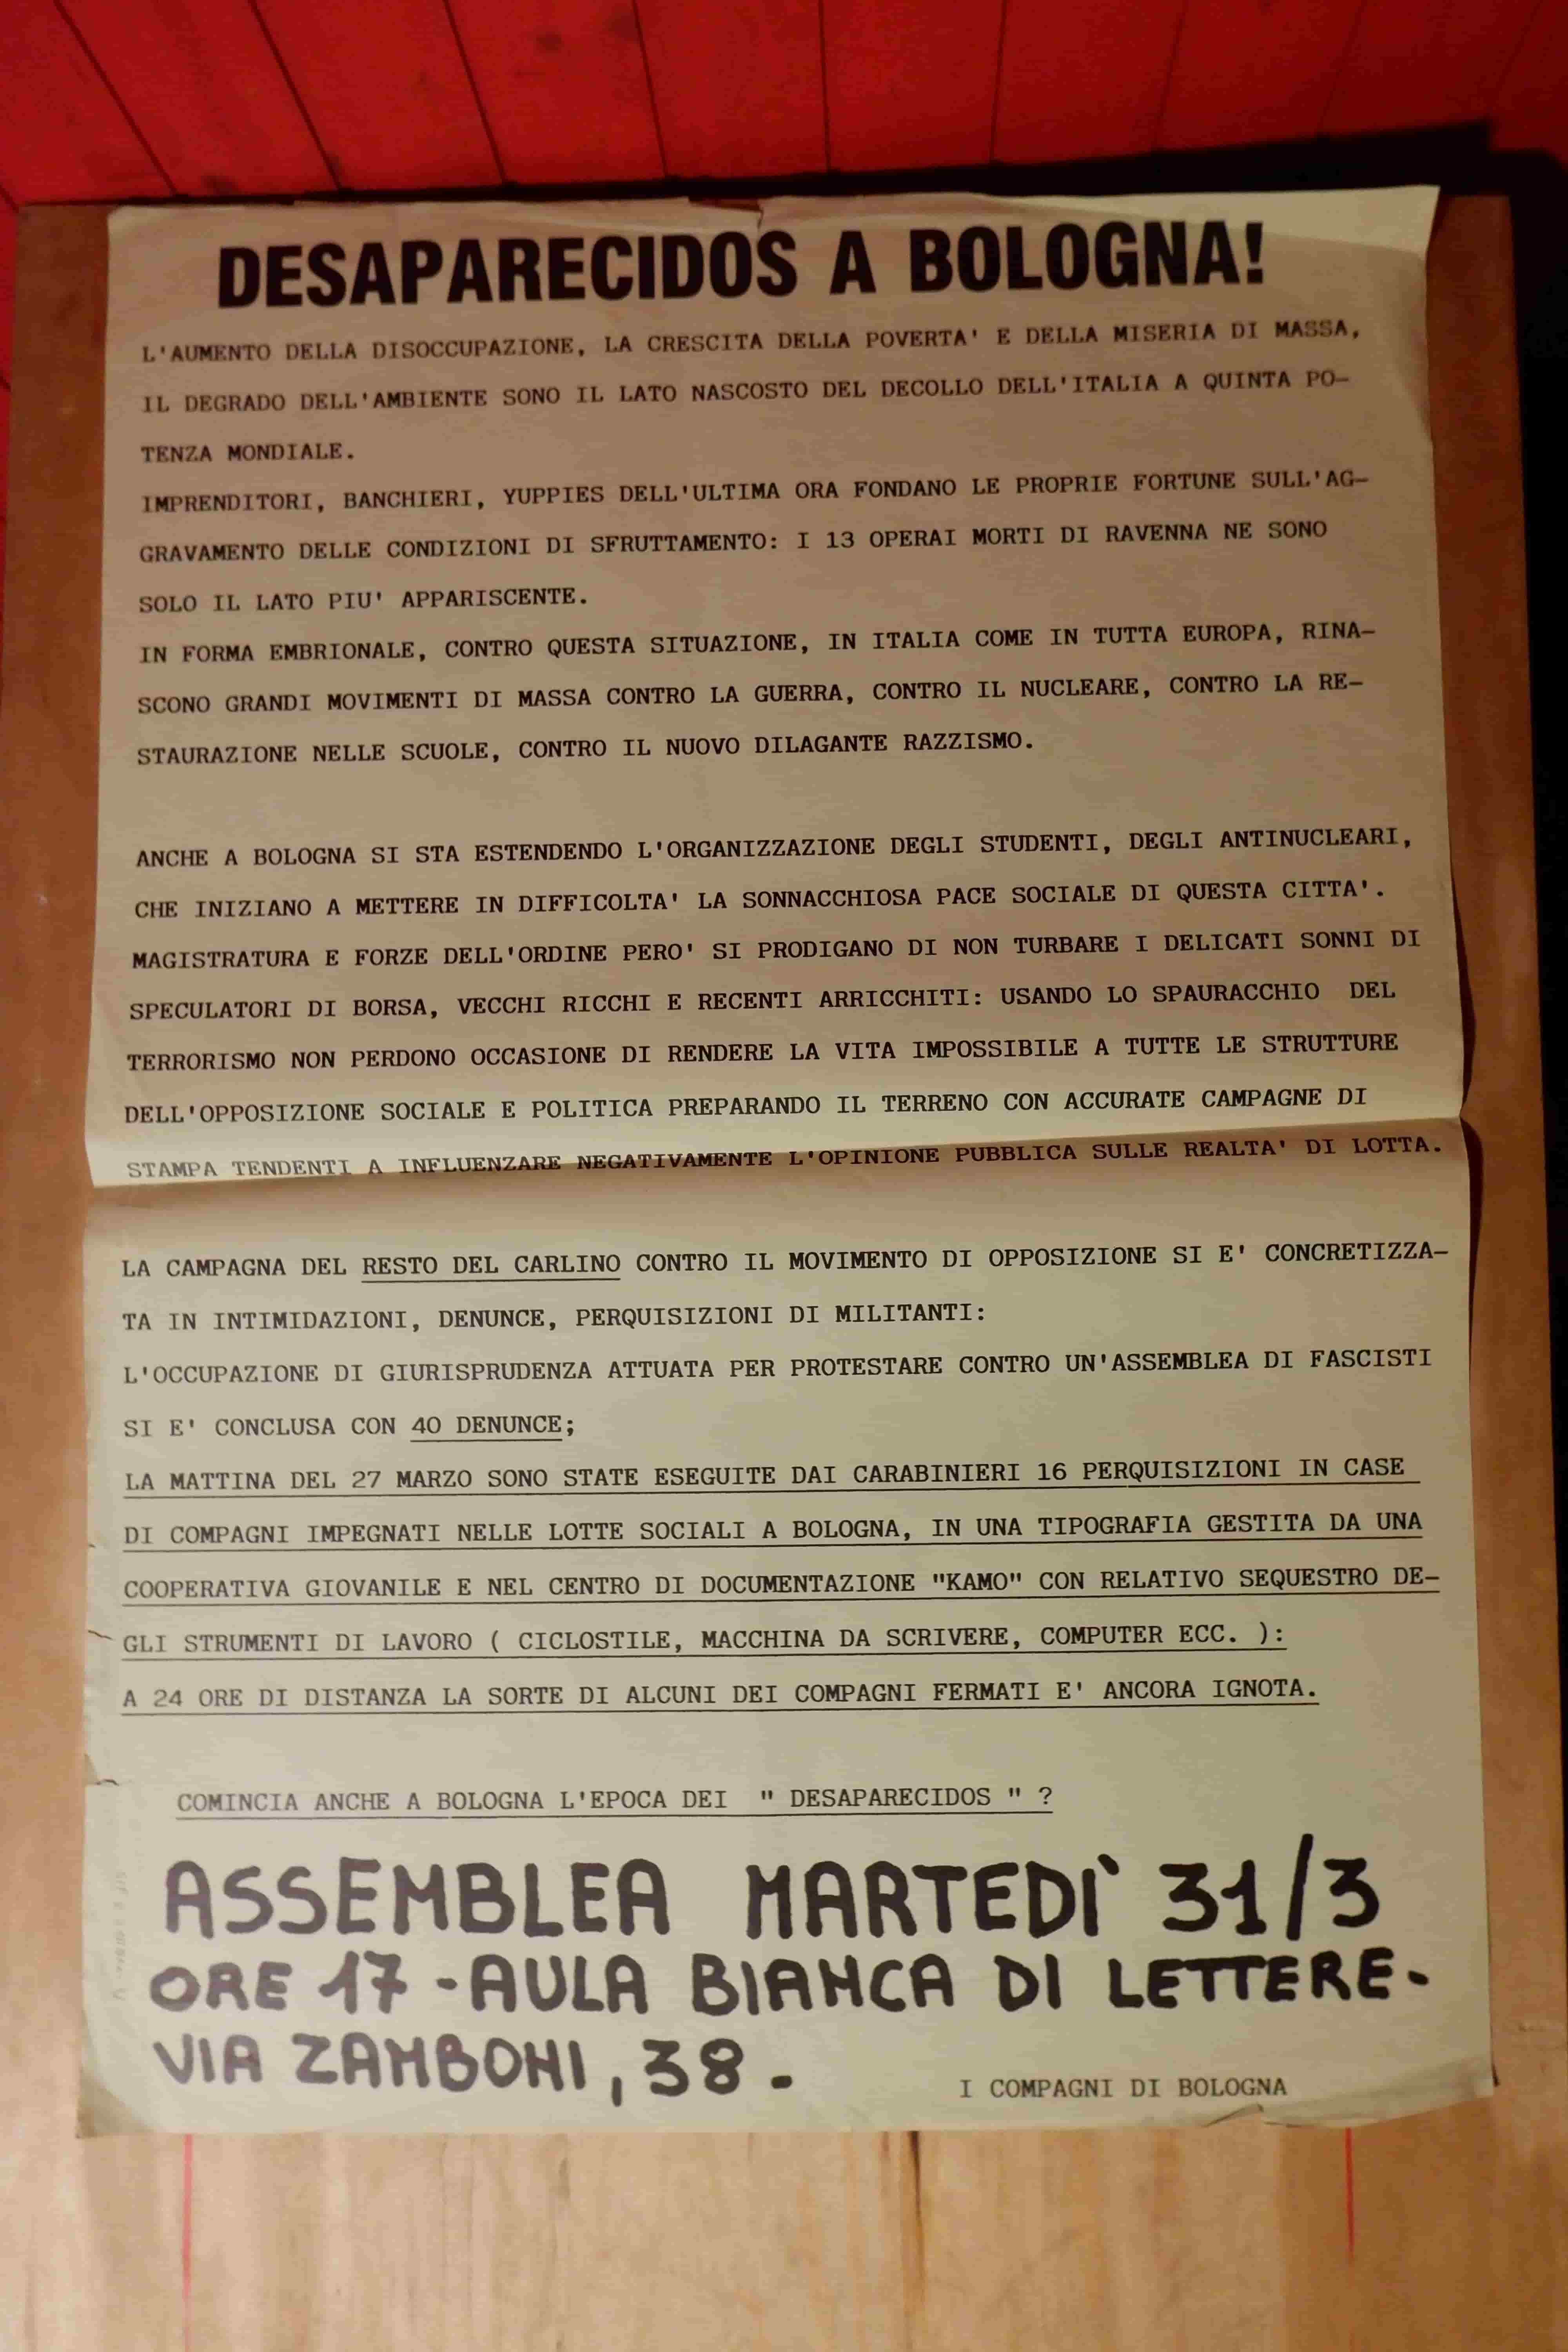 DESAPARECIDOS A BOLOGNA!
L'AUMENTO DELLA DISOCCUPAZIONE, LA CRESCITA DELLA POVERTA' E DELLA MISERIA DI MASSA,
IL DEGRADO DELL'AMBIENTE SONO IL LATO NASCOSTO DEL DECOLLO DELL'ITALIA A QUINTA PO-
TENZA MONDIALE.
IMPRENDITORI, BANCHIERI, YUPPIES DELL'ULTIMA ORA FONDANO LE PROPRIE FORTUNE SULL'AG-
GRAVAMENTO DELLE CONDIZIONI DI SFRUTTAMENTO: I 13 OPERAI MORTI DI RAVENNA NE SONO
SOLO IL LATO PIU' APPARISCENTE.
IN FORMA EMBRIONALE, CONTRO QUESTA SITUAZIONE, IN ITALIA COME IN TUTTA EUROPA, RINA-
SCONO GRANDI MOVIMENTI DI MASSA CONTRO LA GUERRA, CONTRO IL NUCLEARE, CONTRO LA RE-
STAURAZIONE NELLE SCUOLE, CONTRO IL NUOVO DILAGANTE RAZZISMO.
ANCHE A BOLOGNA SI STA ESTENDENDO L'ORGANIZZAZIONE DEGLI STUDENTI, DEGLI ANTINUCLEARI,
CHE INIZIANO A METTERE IN DIFFICOLTA' LA SONNACCHIOSA PACE SOCIALE DI QUESTA CITTA'.
MAGISTRATURA E FORZE DELL'ORDINE PERO' SI PRODIGANO DI NON TURBARE I DELICATI SONNI DI
SPECULATORI DI BORSA, VECCHI RICCHI E RECENTI ARRICCHITI: USANDO LO SPAURACCHIO DEL
TERRORISMO NON PERDONO OCCASIONE DI RENDERE LA VITA IMPOSSIBILE A TUTTE LE STRUTTURE
DELL'OPPOSIZIONE SOCIALE E POLITICA PREPARANDO IL TERRENO CON ACCURATE CAMPAGNE DI
STAMPA TENDENTI A INFLUENZARE NEGATIVAMENTE L'OPINIONE PUBBLICA SULLE REALTA' DI LOTTA.
LA CAMPAGNA DEL RESTO DEL CARLINO CONTRO IL MOVIMENTO DI OPPOSIZIONE SI E' CONCRETIZZA-
TA IN INTIMIDAZIONI, DENUNCE, PERQUISIZIONI DI MILITANTI:
L'OCCUPAZIONE DI GIURISPRUDENZA ATTUATA PER PROTESTARE CONTRO UN'ASSEMBLEA DI FASCISTI
SI E' CONCLUSA CON 40 DENUNCE;
LA MATTINA DEL 27 MARZO SONO STATE ESEGUITE DAI CARABINIERI 16 PERQUISIZIONI IN CASE
DI COMPAGNI IMPEGNATI NELLE LOTTE SOCIALI A BOLOGNA, IN UNA TIPOGRAFIA GESTITA DA UNA
COOPERATIVA GIOVANILE E NEL CENTRO DI DOCUMENTAZIONE "KAMO" CON RELATIVO SEQUESTRO DE-
GLI STRUMENTI DI LAVORO ( CICLOSTILE, MACCHINA DA SCRIVERE, COMPUTER ECC. ):
A 24 ORE DI DISTANZA LA SORTE DI ALCUNI DEI COMPAGNI FERMATI E' ANCORA IGNOTA.
COMINCIA ANCHE A BOLOGNA L'EPOCA DEI " DESAPARECIDOS " ?
ASSEMBLEA MARTEDÌ 31/3
ORE 17 - AULA BIANCA DI LETTERE-
VIA ZAMBONI, 38.
I COMPAGNI DI BOLOGNA